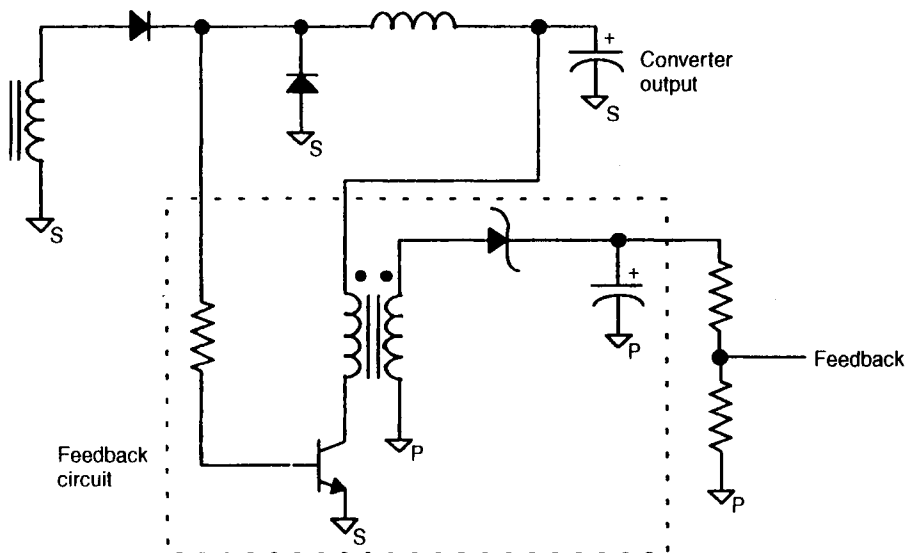 +
Converter
output
S
S
S
+
P
Feedback
P
Feedback
circuit
P
S